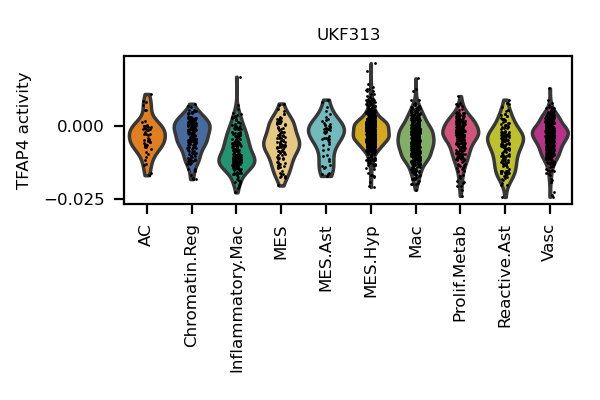 UKF313
TFAP4 activity
0.000
−0.025
AC
Chromatin.Reg
Inflammatory.Mac
MES
MES.Ast
MES.Hyp
Mac
Prolif.Metab
Reactive.Ast
Vasc